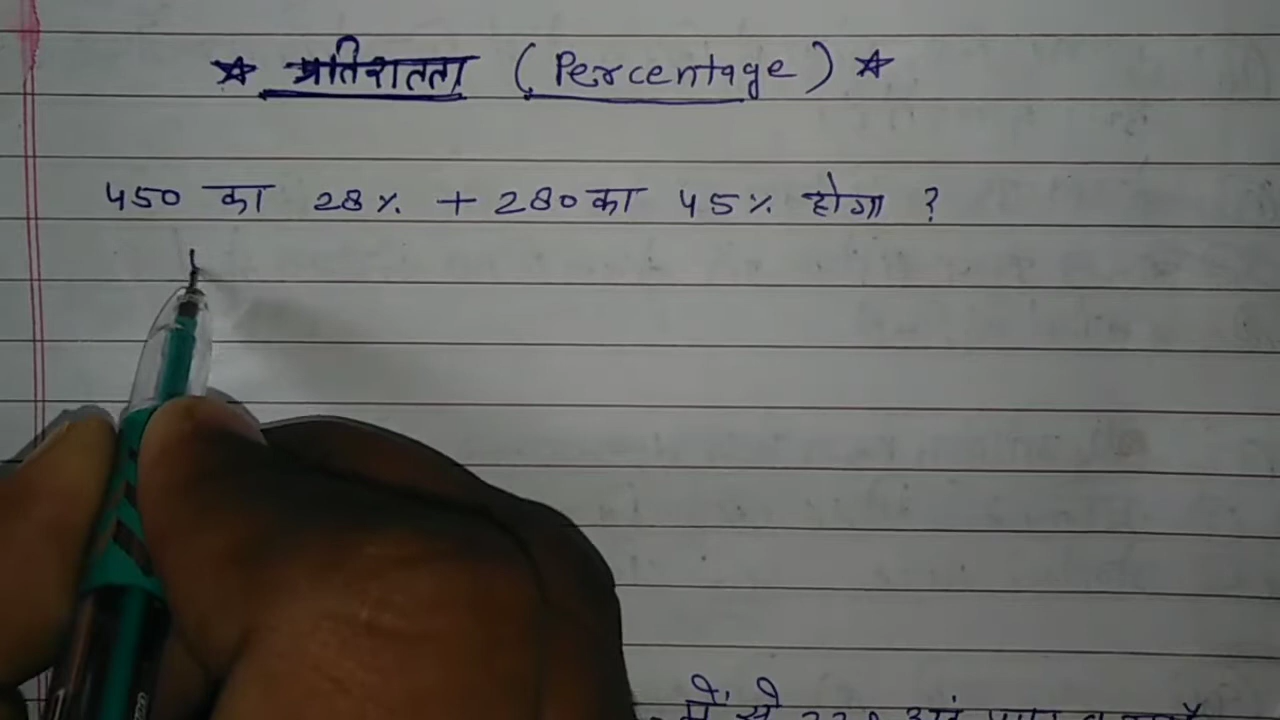 ☆ प्रतिशतता (Percentage) ☆
450 का 28% + 280 का 45% होगा ?